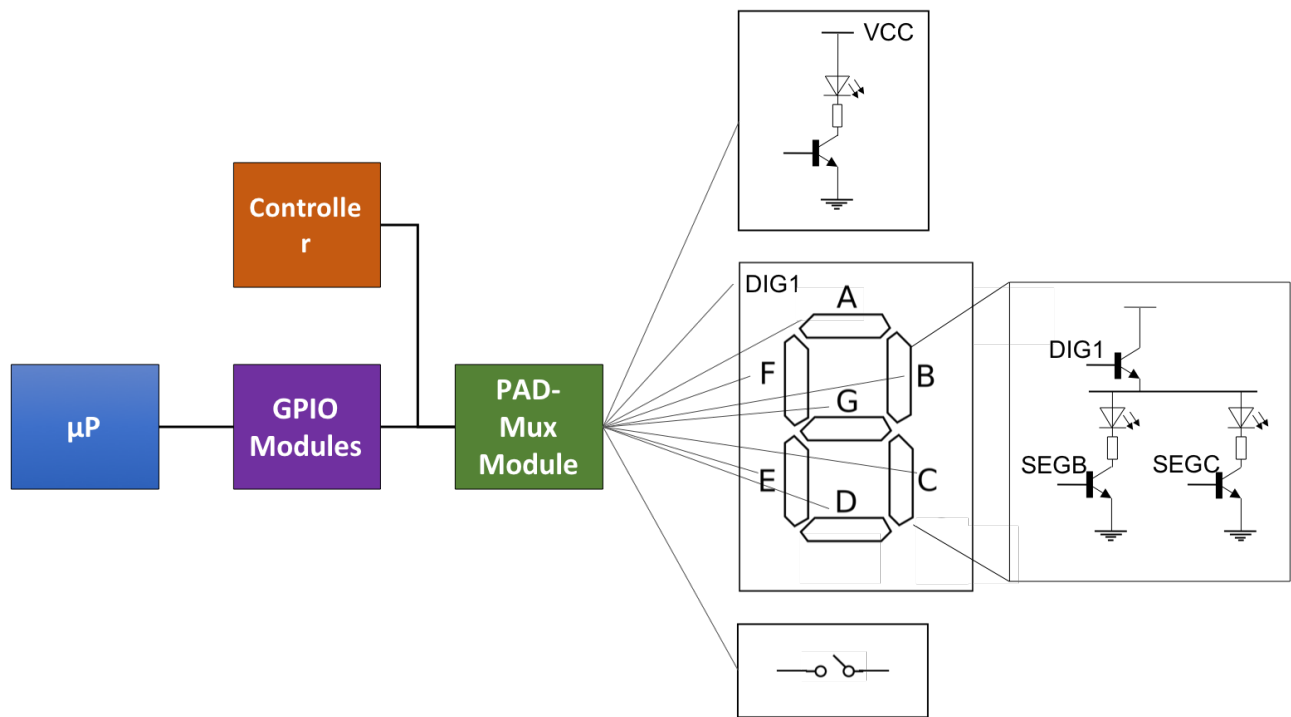 VCC
Controlle
r
µP
GPIO
Modules
PAD-
Mux
Module
DIG1
A
F
B
G
E
C
D
DIG1
SEGB
SEGC